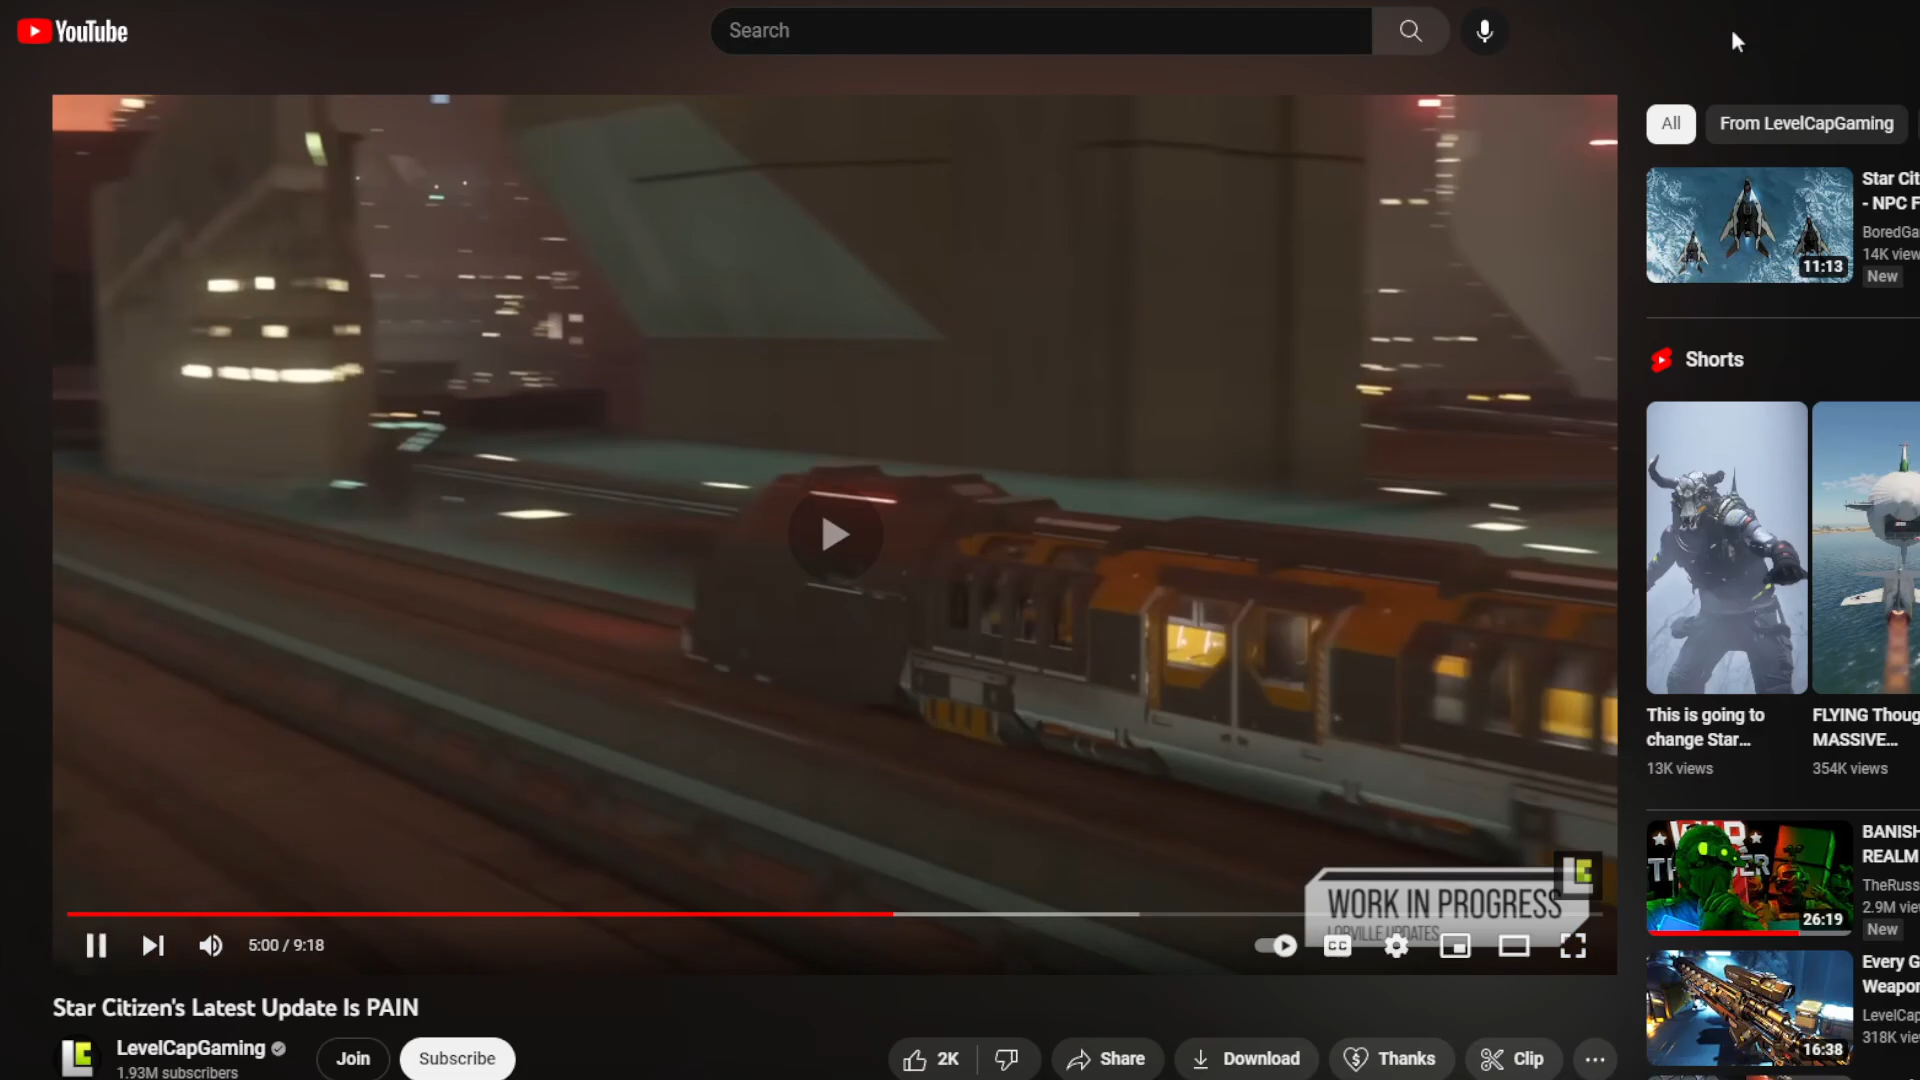 YouTube
Search
All
From LevelCapGaming
Star Cit
- NPC F
BoredGa
14K view
New
11:13
Shorts
This is going to
change Star...
13K views
FLYING Thoug
MASSIVE...
354K views
BANISH
REALM
TheRuss
2.9M vie
New
26:19
Every G
Weapon
LevelCap
318K vie
16:38
WORK IN PROGRESS
LORVILLE UPDATES
5:00 / 9:18
CC
Star Citizen's Latest Update Is PAIN
LevelCapGaming
1.93M subscribers
Join
Subscribe
2K
Share
Download
Thanks
Clip